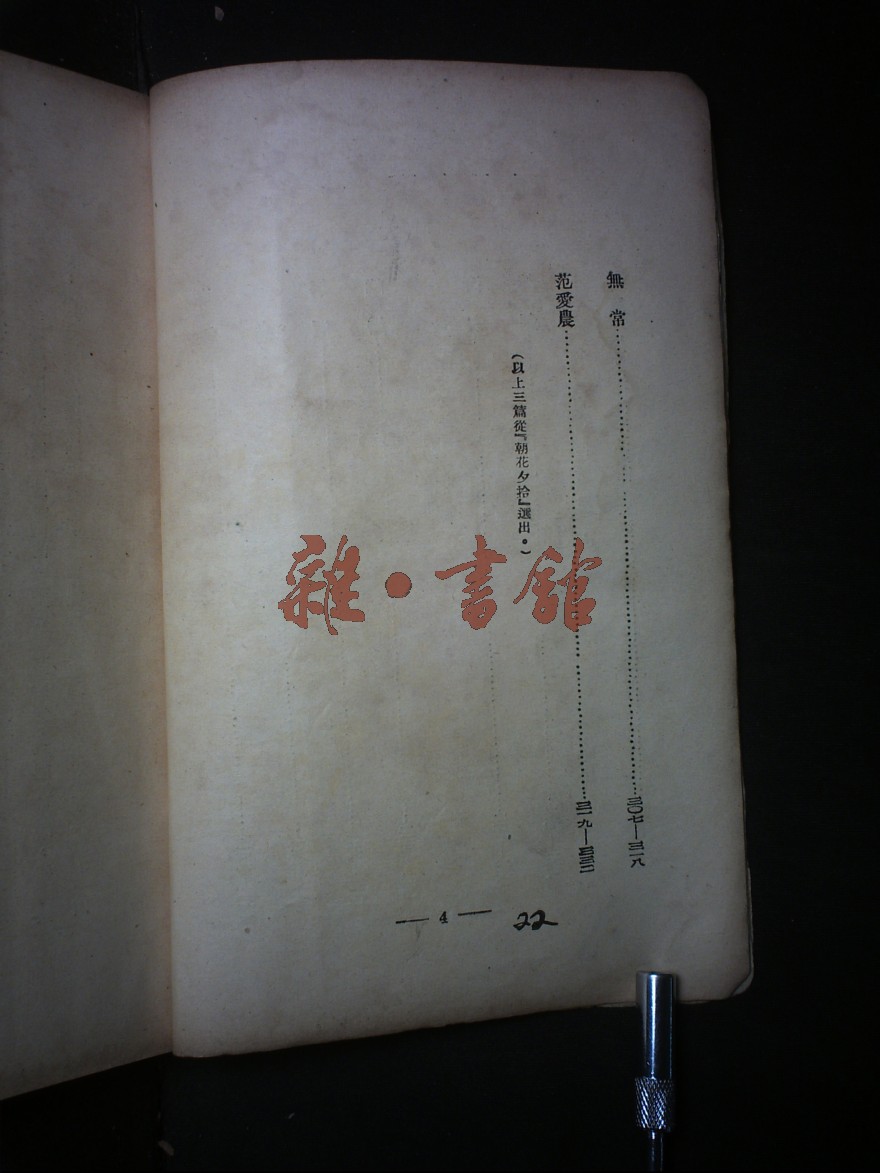 無　常……三〇七—三一八
范愛農……三一九—三三二
（以上三篇從『朝花夕拾』選出。）
— 4 —
22
雜·書館